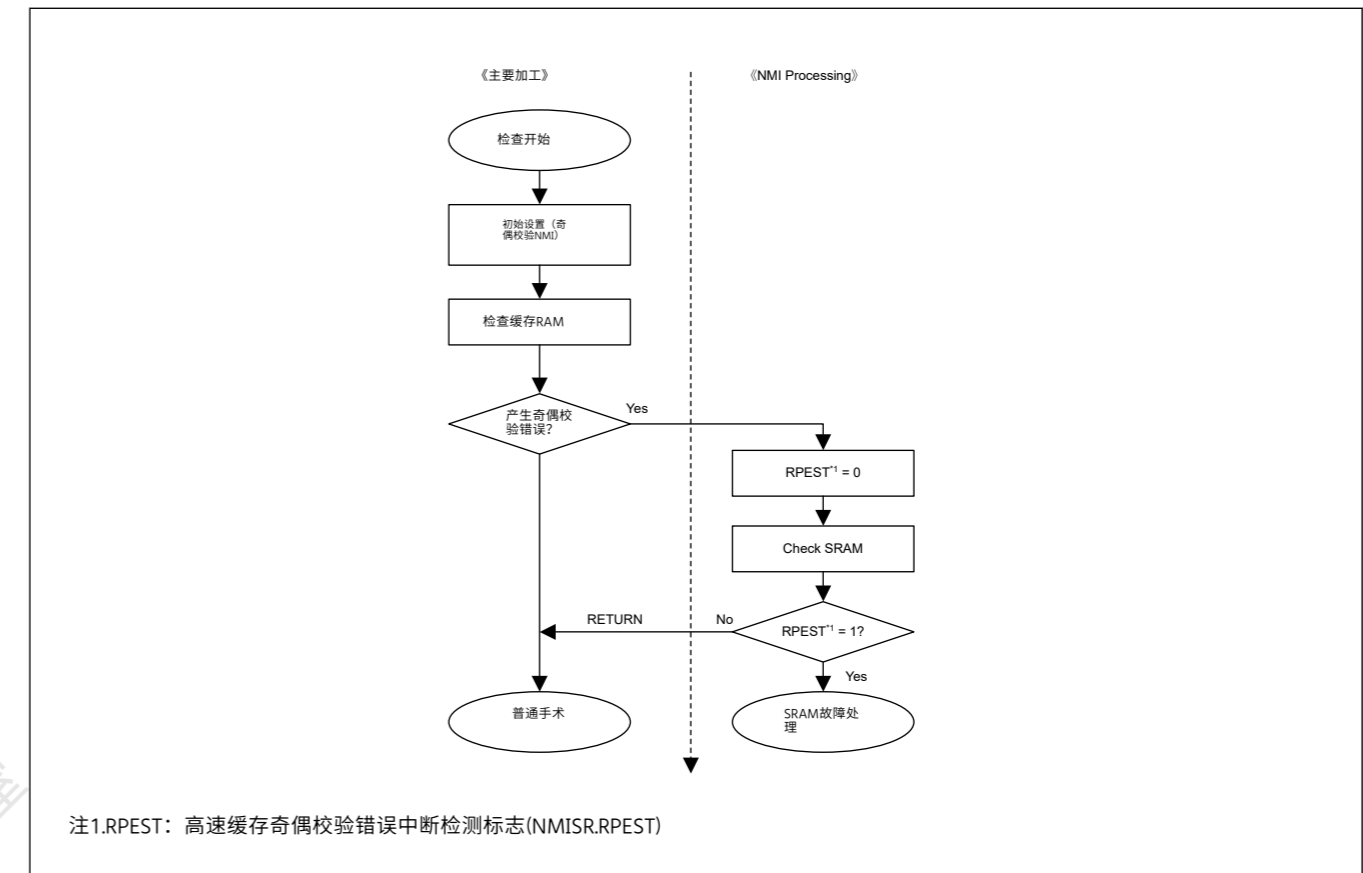 《主要加工》
《NMI Processing》
检查开始
初始设置（奇
偶校验NMI）
检查缓存RAM
产生奇偶校
验错误？
Yes
RPEST*1 = 0
Check SRAM
RETURN
No
RPEST*1 = 1?
Yes
普通手术
SRAM故障处
理
注1.RPEST：高速缓存奇偶校验错误中断检测标志(NMISR.RPEST)